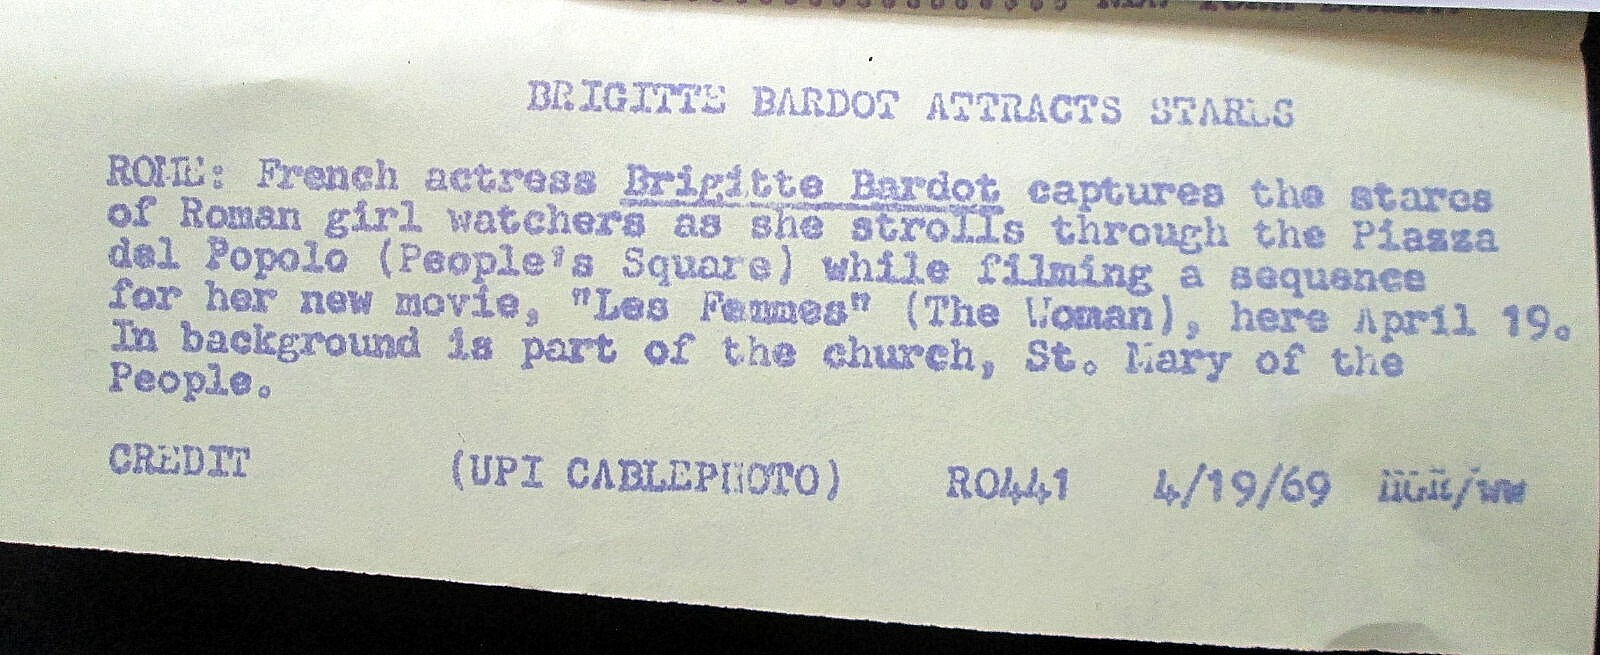 BRIGITTE BARDOT ATTRACTS STARES
ROME: French actress Brigitte Bardot captures the stares
of Roman girl watchers as she strolls through the Piazza
del Popolo (People's Square) while filming a sequence
for her new movie, "Les Femmes" (The Woman), here April 19.
In background is part of the church, St. Mary of the
People.
CREDIT (UPI CABLEPHOTO) RO441 4/19/69